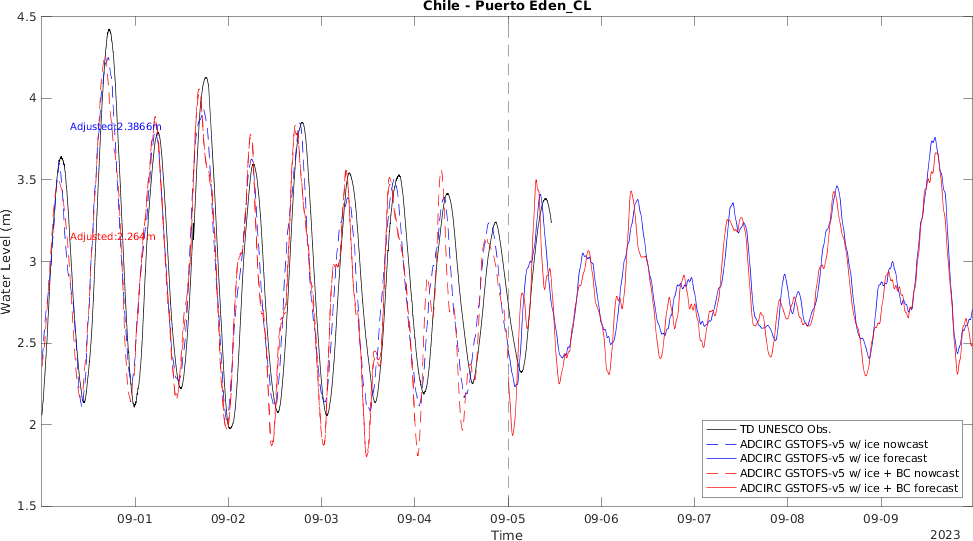 Chile - Puerto Eden_CL
4.5
4
3.5
3
2.5
2
1.5
Water Level (m)
Adjusted:2.3866m
Adjusted:2.264m
09-01
09-02
09-03
09-04
09-05
09-06
09-07
09-08
09-09
Time
2023
TD UNESCO Obs.
ADCIRC GSTOFS-v5 w/ ice nowcast
ADCIRC GSTOFS-v5 w/ ice forecast
ADCIRC GSTOFS-v5 w/ ice + BC nowcast
ADCIRC GSTOFS-v5 w/ ice + BC forecast